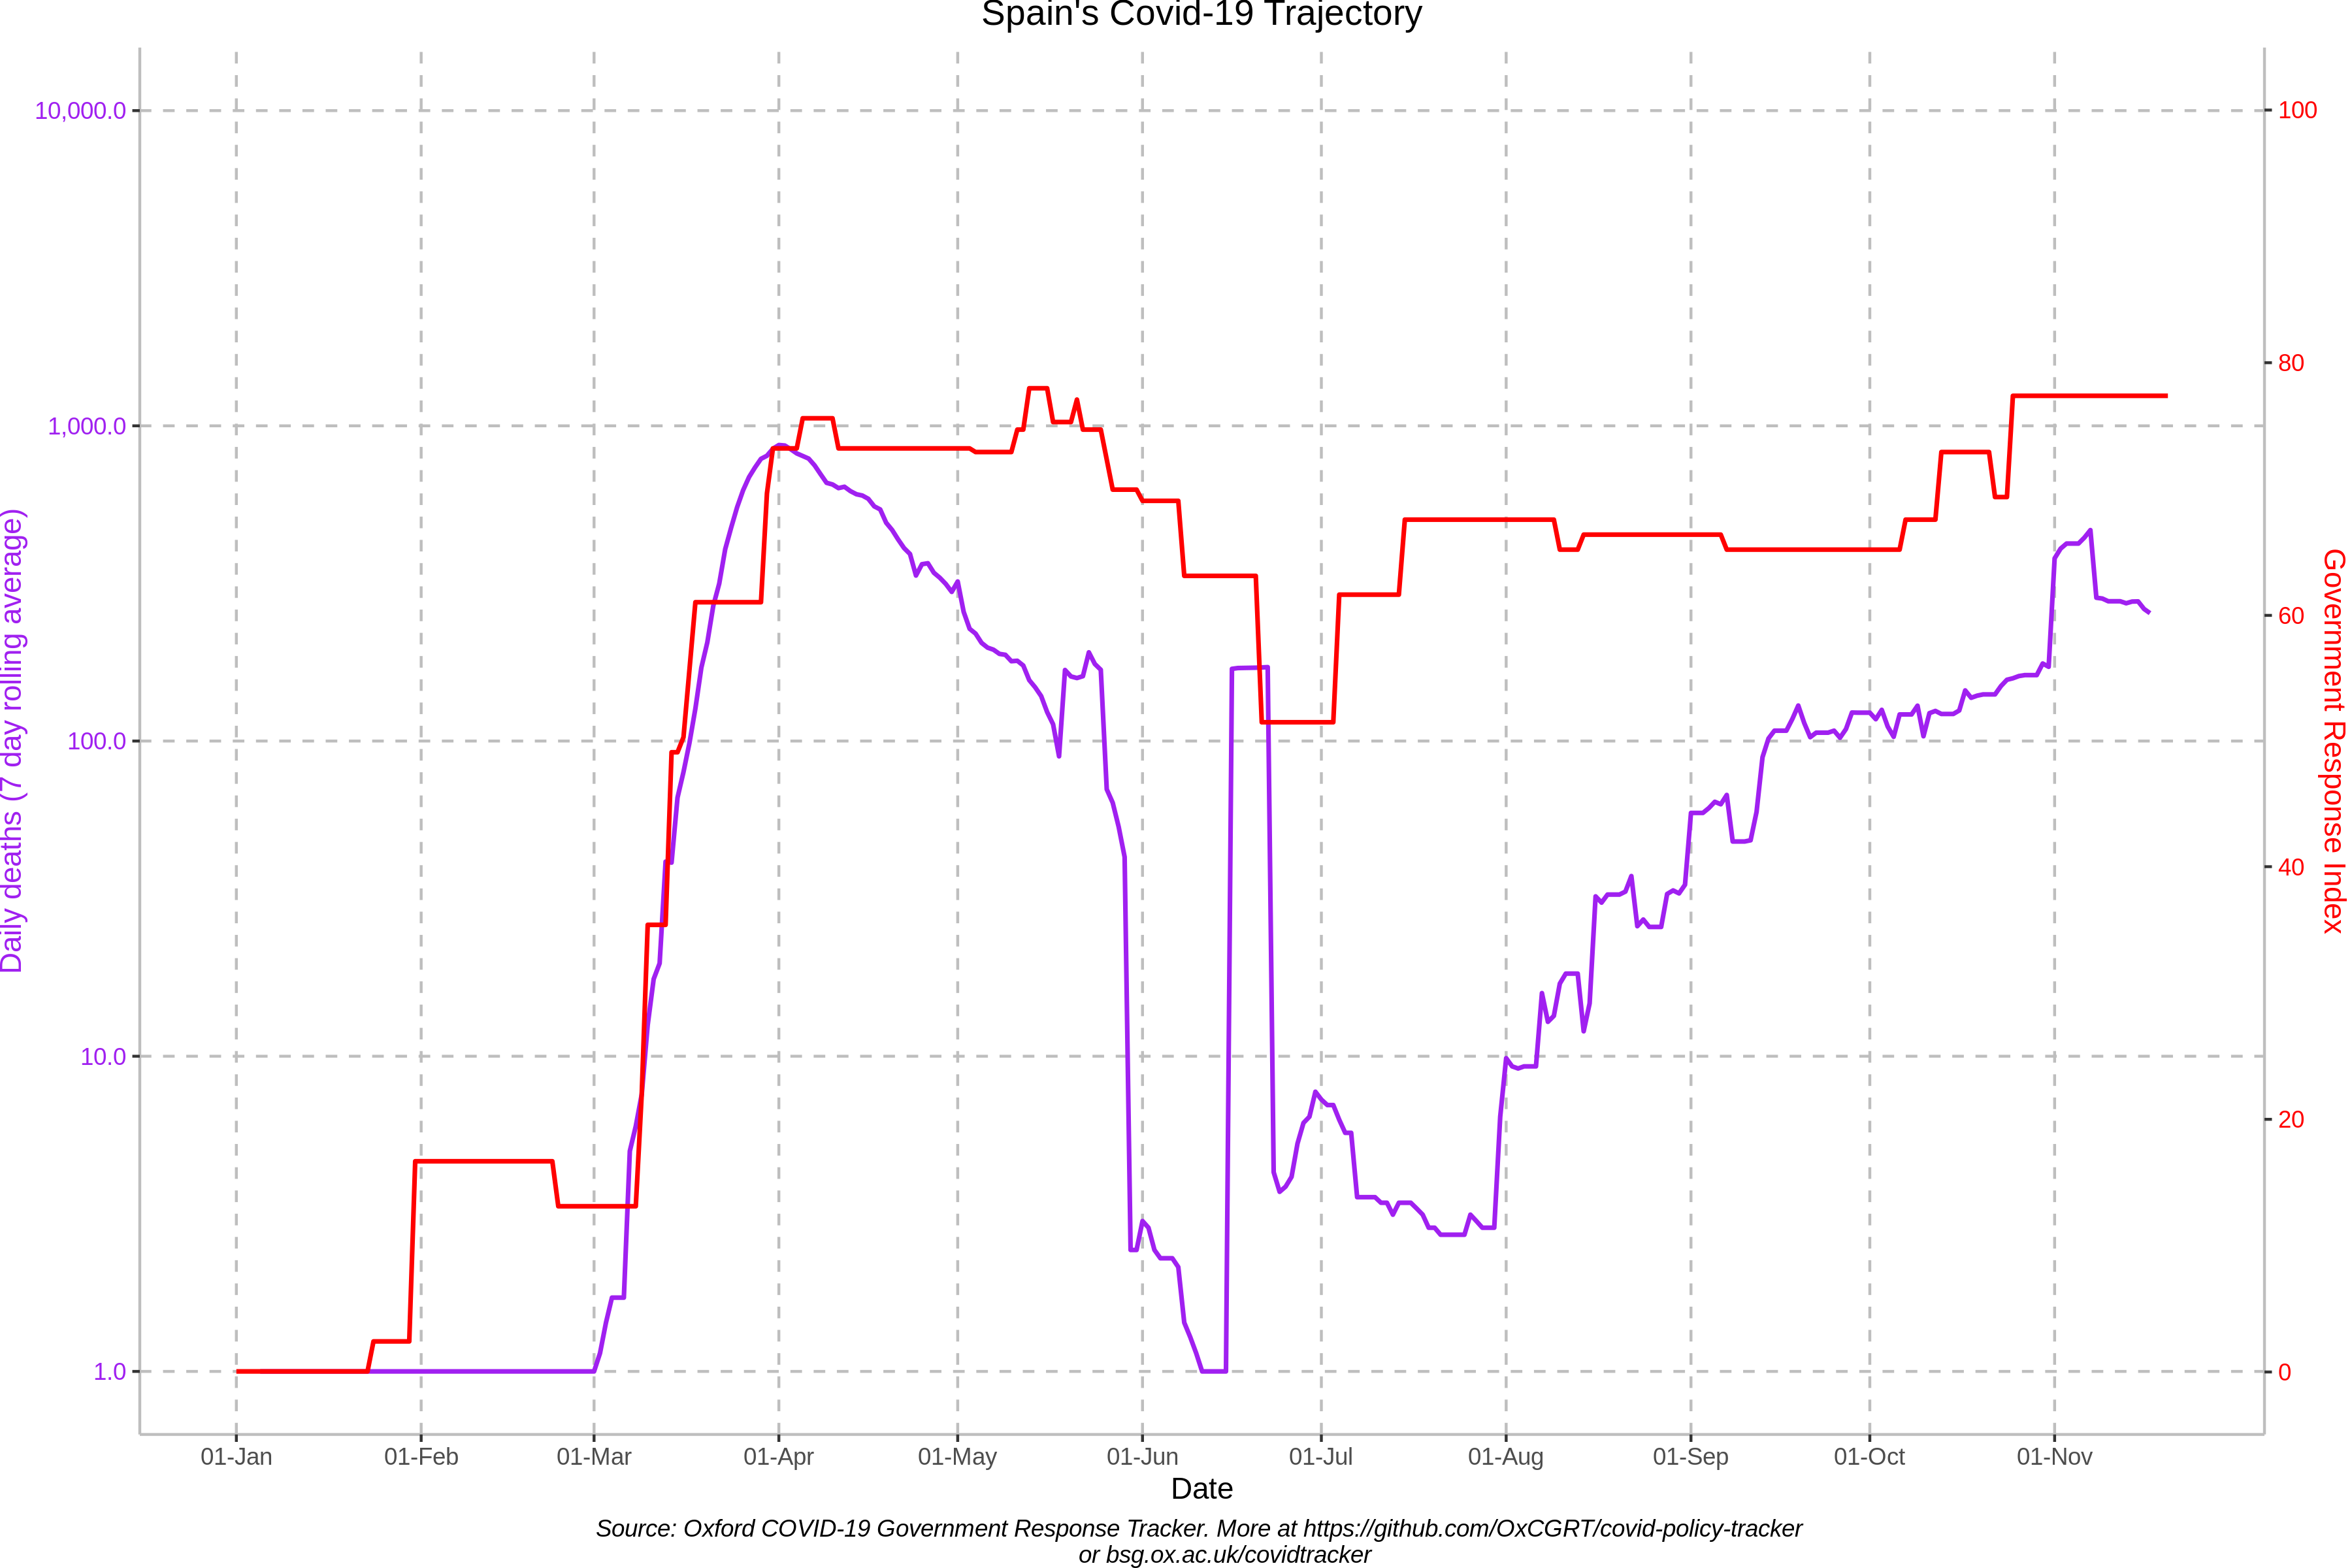 Spain's Covid-19 Trajectory
10,000.0
1,000.0
100.0
10.0
1.0
Daily deaths (7 day rolling average)
100
80
60
40
20
0
Government Response Index
01-Jan
01-Feb
01-Mar
01-Apr
01-May
01-Jun
01-Jul
01-Aug
01-Sep
01-Oct
01-Nov
Date
Source: Oxford COVID-19 Government Response Tracker. More at https://github.com/OxCGRT/covid-policy-tracker
or bsg.ox.ac.uk/covidtracker